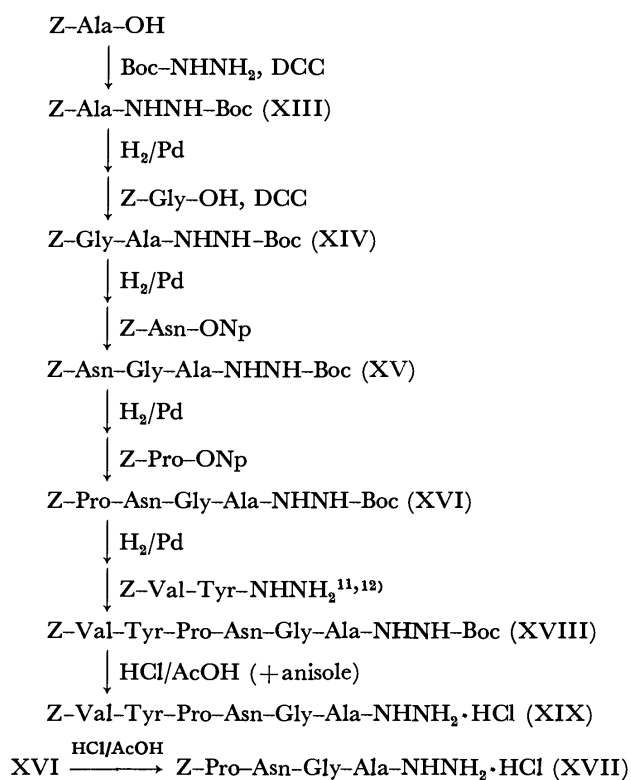 Z–Ala–OH
Boc–NHNH₂, DCC
Z–Ala–NHNH–Boc (XIII)
H₂/Pd
Z–Gly–OH, DCC
Z–Gly–Ala–NHNH–Boc (XIV)
H₂/Pd
Z–Asn–ONp
Z–Asn–Gly–Ala–NHNH–Boc (XV)
H₂/Pd
Z–Pro–ONp
Z–Pro–Asn–Gly–Ala–NHNH–Boc (XVI)
H₂/Pd
Z–Val–Tyr–NHNH₂¹¹,¹²⁾
Z–Val–Tyr–Pro–Asn–Gly–Ala–NHNH–Boc (XVIII)
HCl/AcOH (+anisole)
Z–Val–Tyr–Pro–Asn–Gly–Ala–NHNH₂·HCl (XIX)
XVI HCl/AcOH Z–Pro–Asn–Gly–Ala–NHNH₂·HCl (XVII)